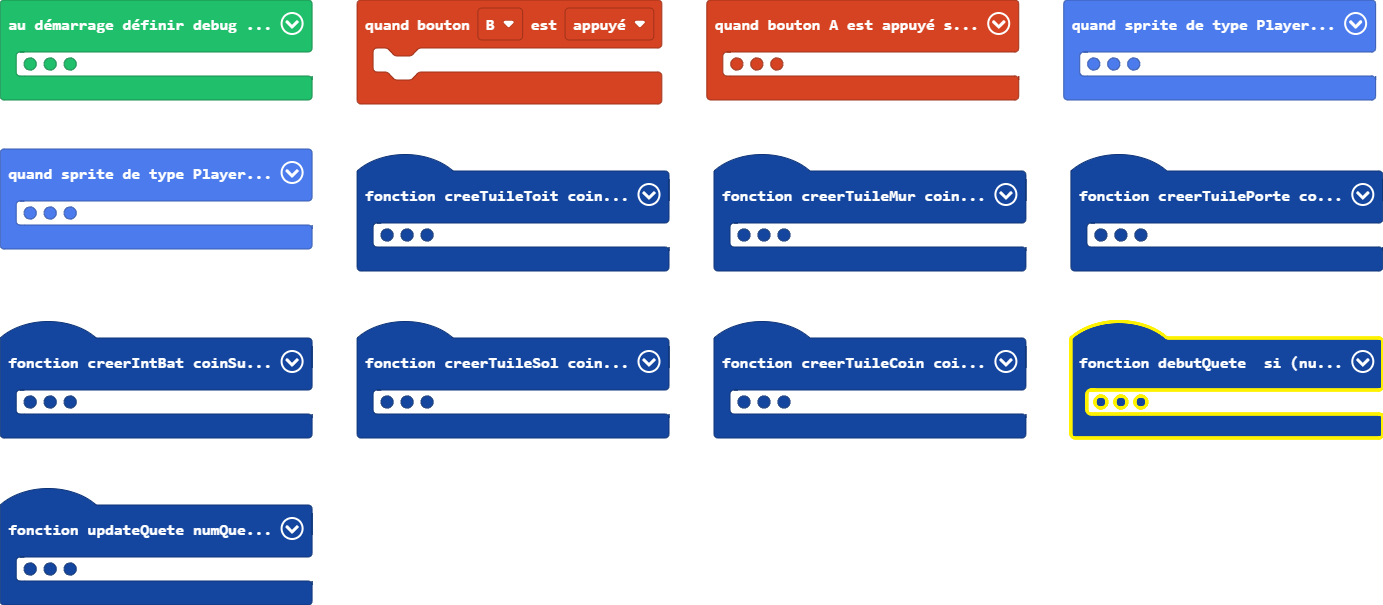 au démarrage définir debug ...
quand bouton B est appuyé
quand bouton A est appuyé s...
quand sprite de type Player...
quand sprite de type Player...
fonction creeTuileToit coin...
fonction creerTuileMur coin...
fonction creerTuilePorte co...
fonction creerIntBat coinSu...
fonction creerTuileSol coin...
fonction creerTuileCoin coi...
fonction debutQuete si (nu...
fonction updateQuete numQue...